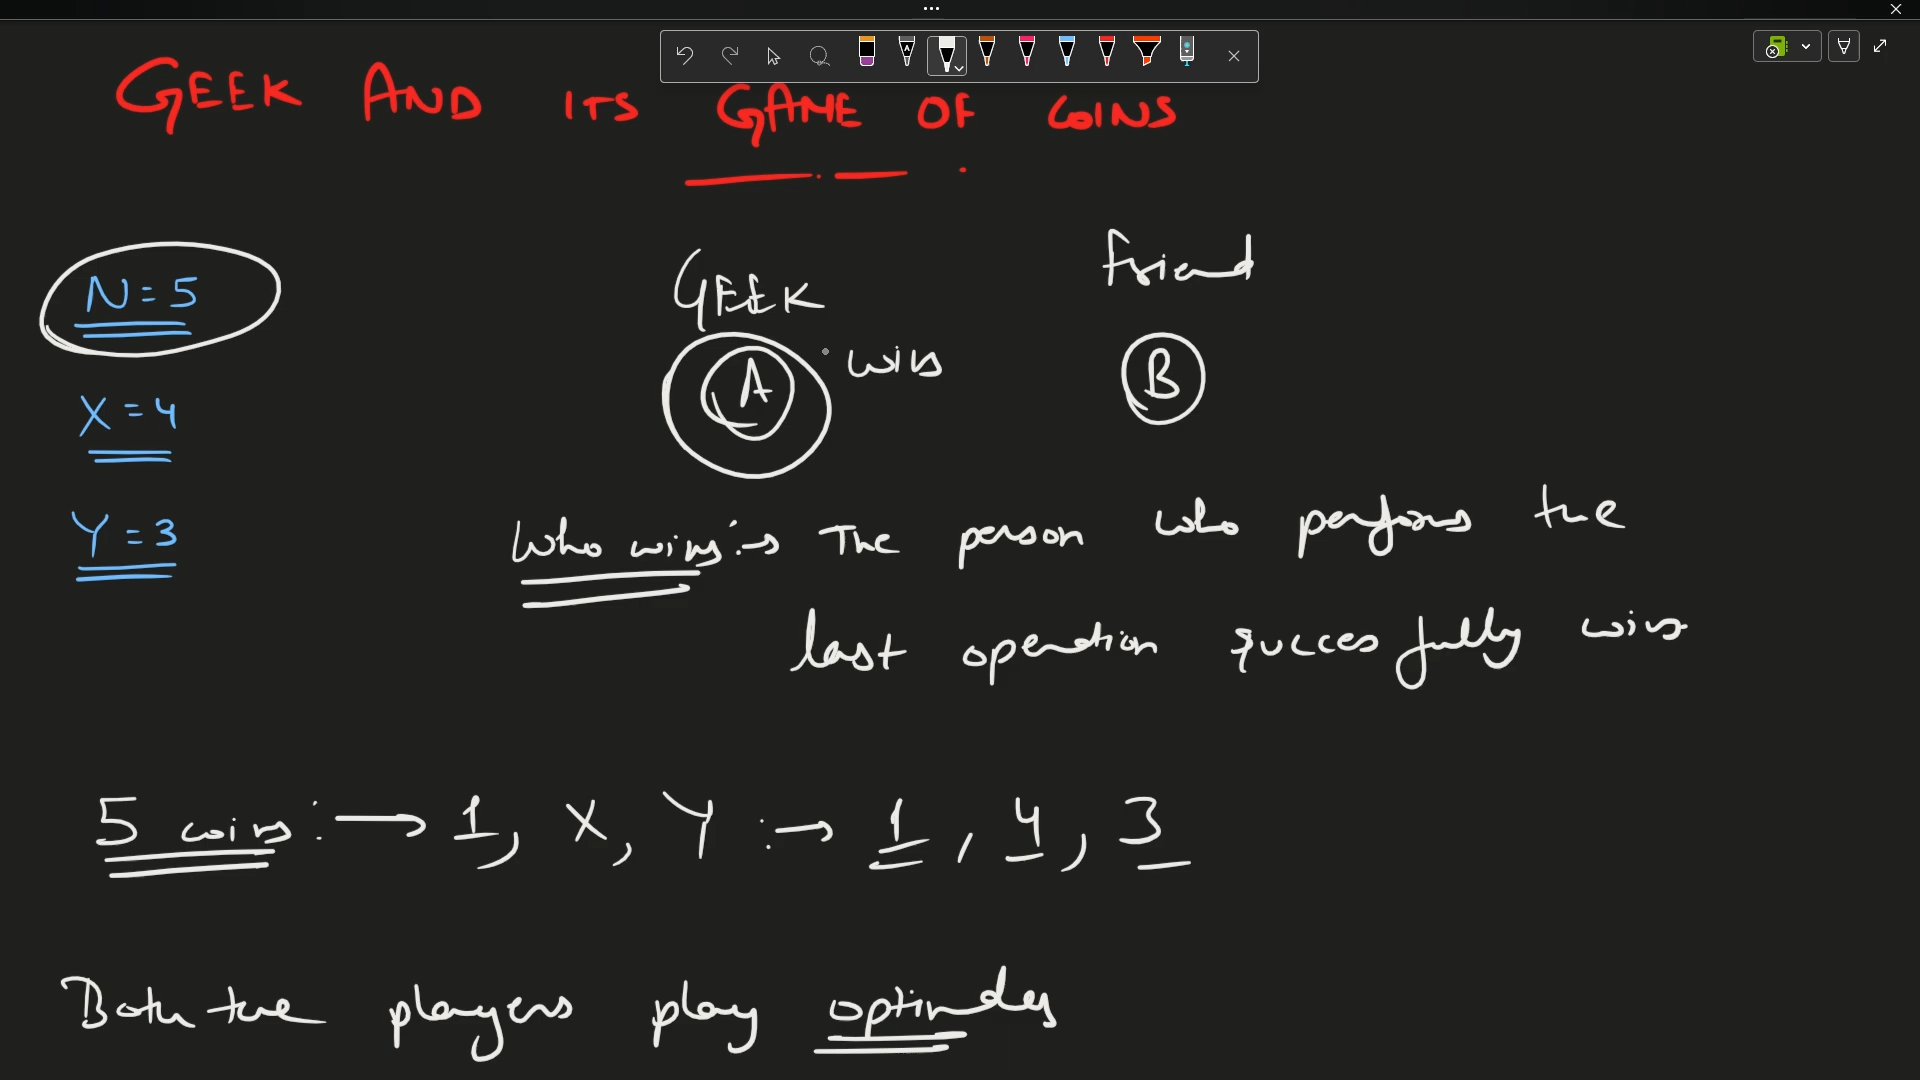 GEEK AND ITS GAME OF COINS
N=5
X=4
Y=3
GEEK
Friend
A
wins
B
Who wins:→ The person who performs the
last operation succesfully wins
5 coins:→ 1, X, Y :→ 1, 4, 3
Both the players play optimally